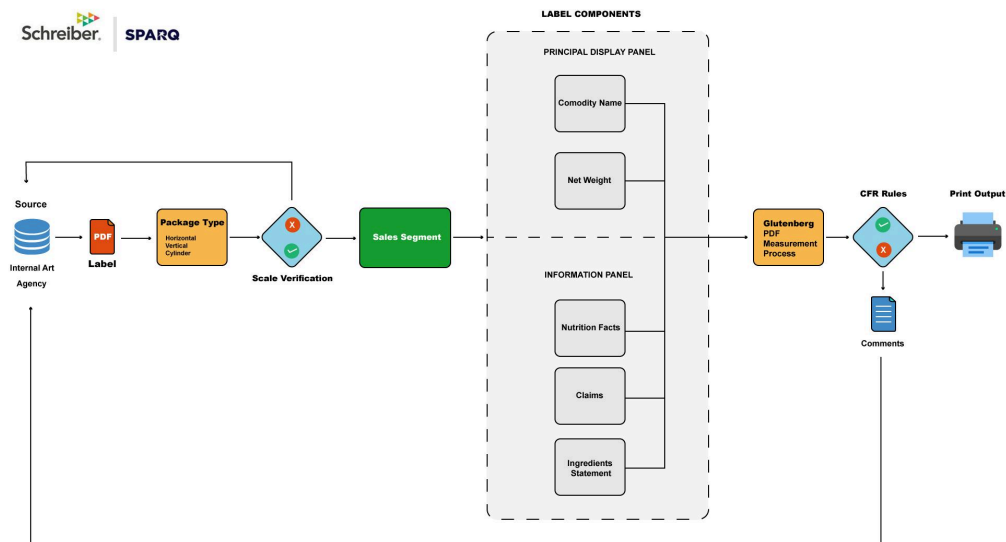 Schreiber.
SPARQ
LABEL COMPONENTS
PRINCIPAL DISPLAY PANEL
Comodity Name
Net Weight
Source
Internal Art
Agency
PDF
Label
Package Type
Horizontal
Vertical
Cylinder
X
Scale Verification
Sales Segment
INFORMATION PANEL
Nutrition Facts
Claims
Ingredients
Statement
Glutenberg
PDF
Measurement
Process
CFR Rules
X
Comments
Print Output